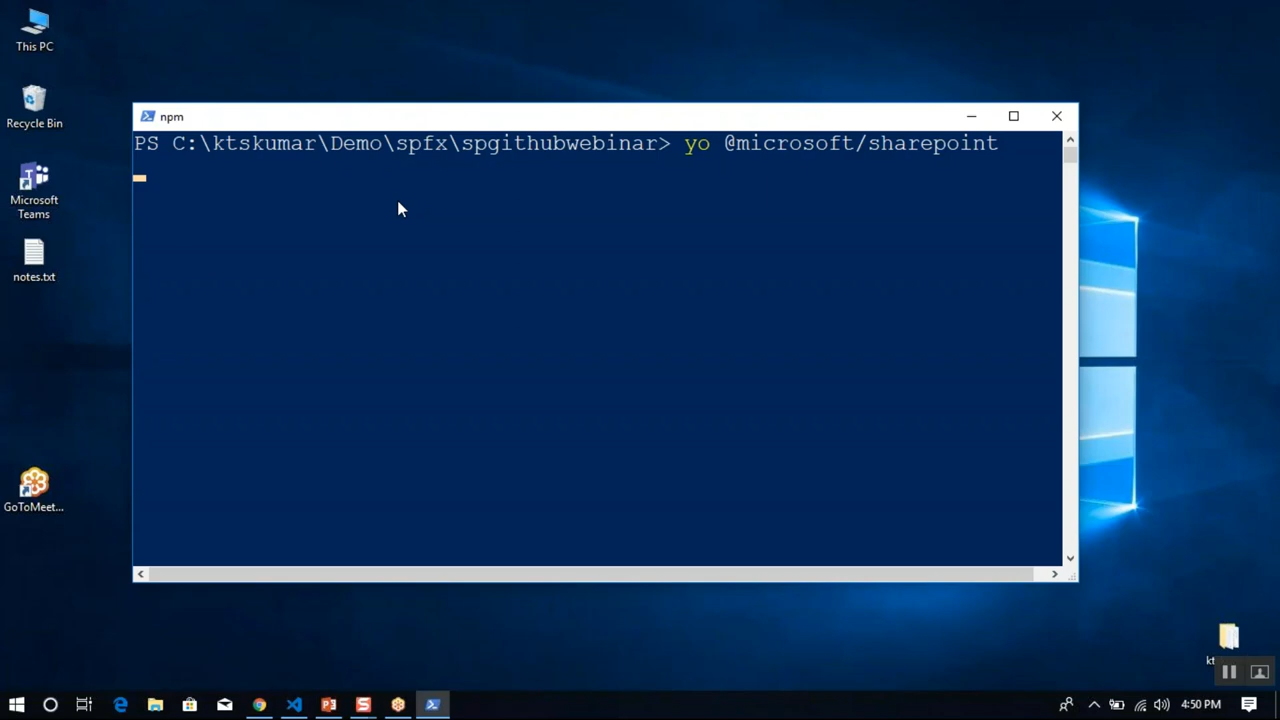 This PC
Recycle Bin
Microsoft
Teams
notes.txt
GoToMeet...
npm
PS C:\ktskumar\Demo\spfx\spgithubwebinar> yo @microsoft/sharepoint
4:50 PM